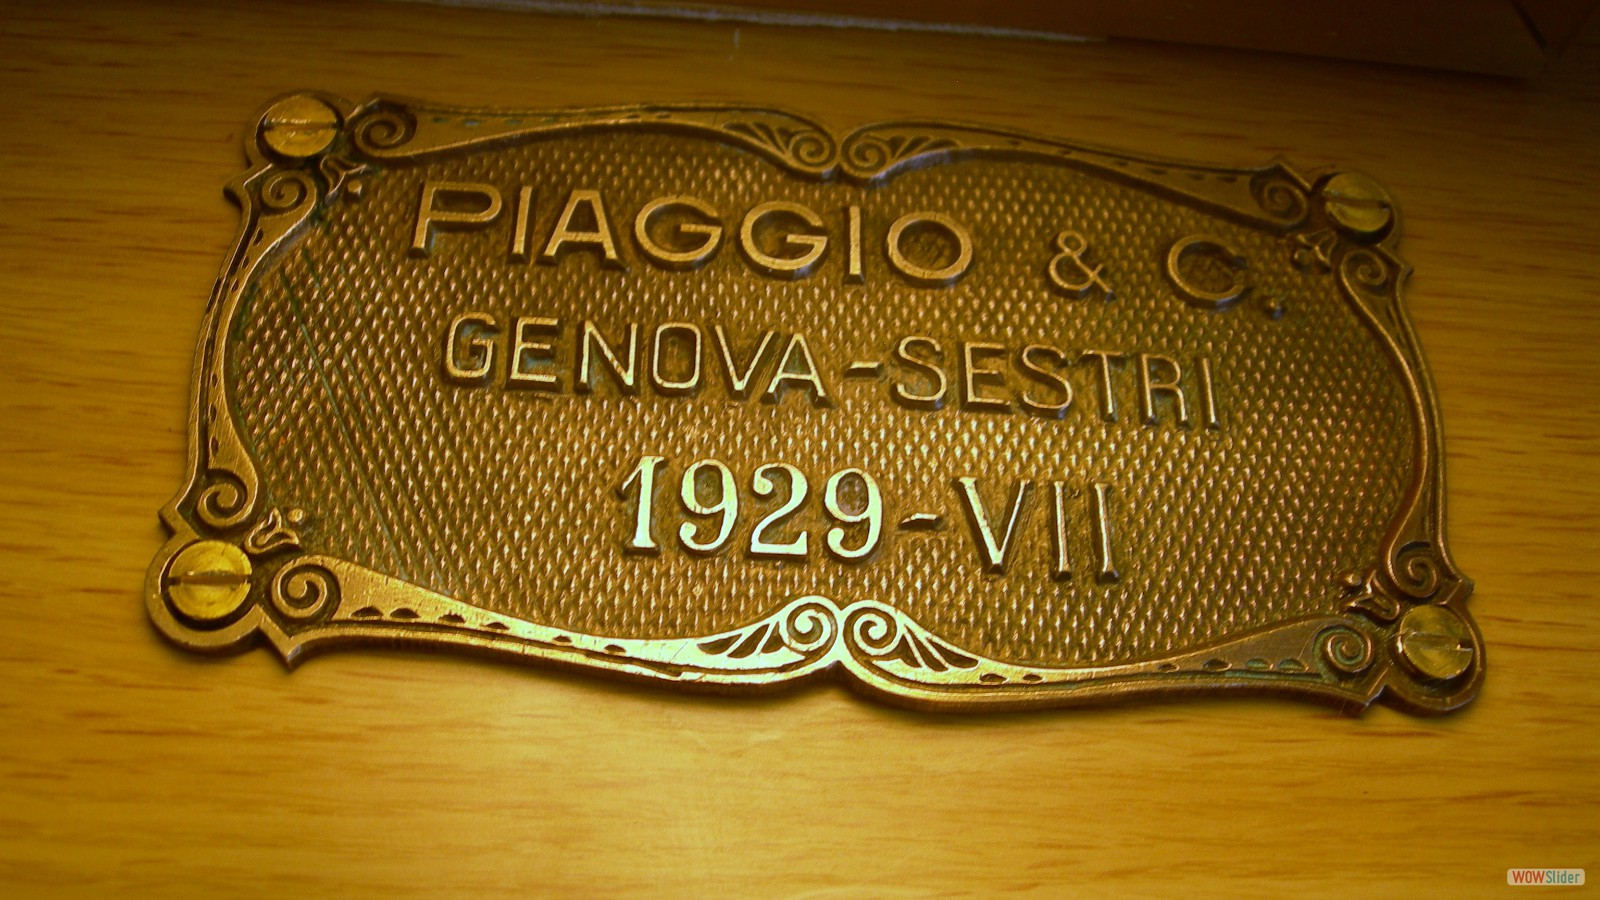 PIAGGIO & C.
GENOVA-SESTRI
1929-VII
WOWSlider